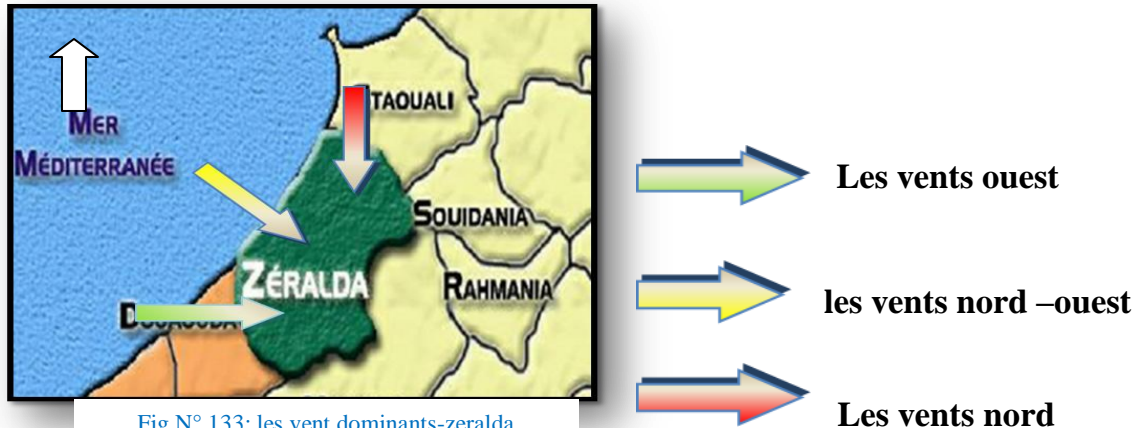 MER
MÉDITERRANÉE
TAOUALI
SOUIDANIA
ZÉRALDA
RAHMANIA
Fig N° 133: les vent dominants-zeralda
Les vents ouest
les vents nord –ouest
Les vents nord